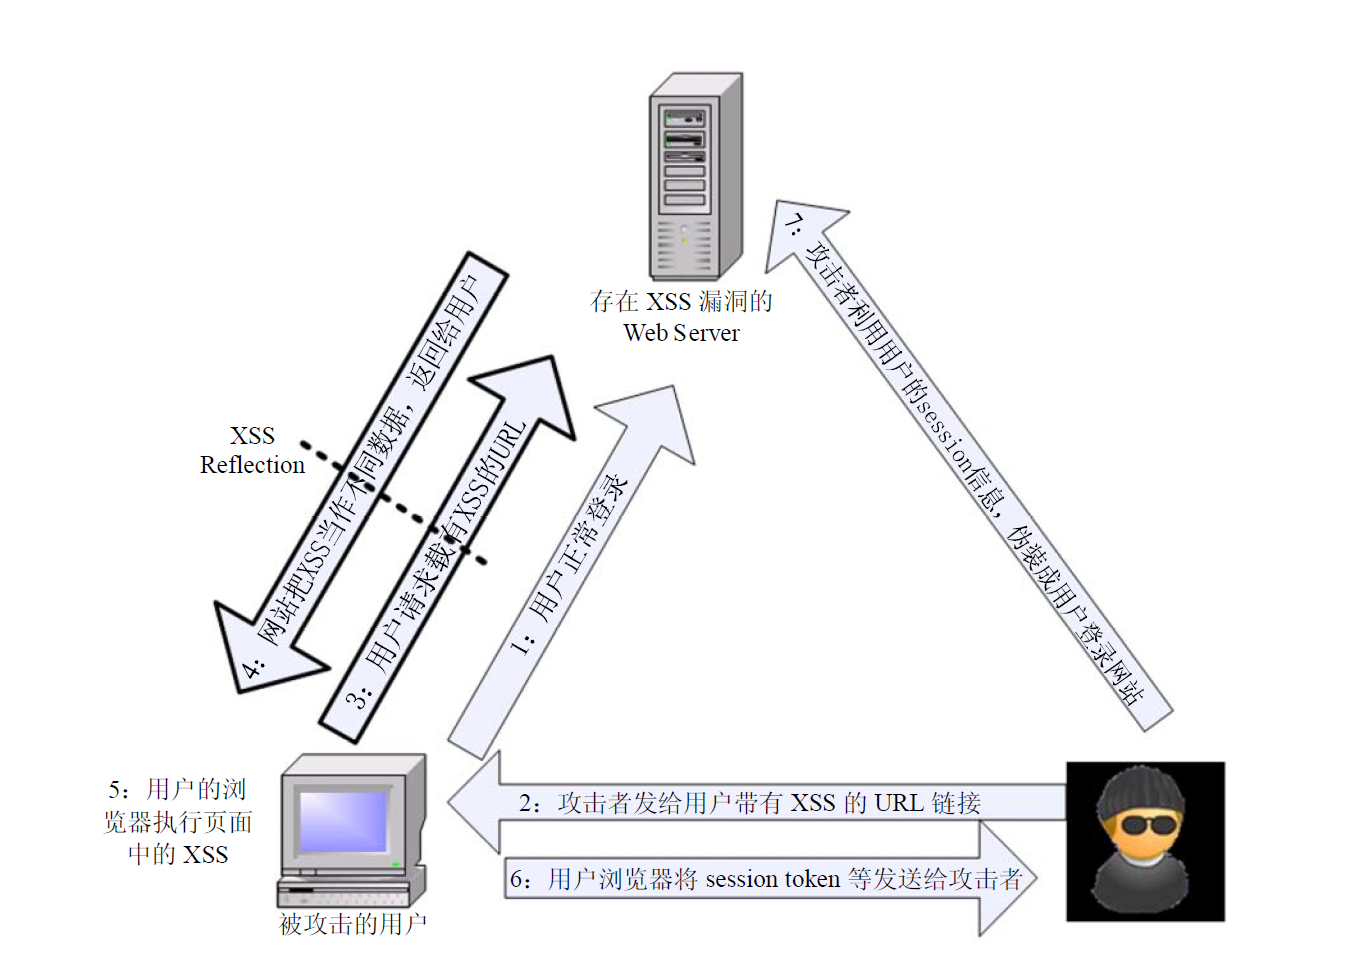 存在 XSS 漏洞的
Web Server
7：攻击者利用用户的session信息，伪装成用户登录网站
4：网站把XSS当作不同数据，返回给用户
XSS
Reflection
3：用户请求载有XSS的URL
1：用户正常登录
5：用户的浏
览器执行页面
中的 XSS
2：攻击者发给用户带有 XSS 的 URL 链接
6：用户浏览器将 session token 等发送给攻击者
被攻击的用户